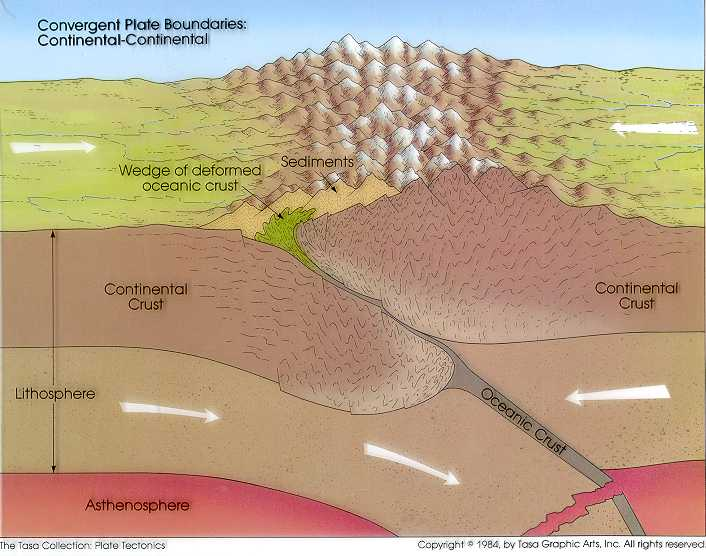 Convergent Plate Boundaries:
Continental-Continental
Sediments
Wedge of deformed
oceanic crust
Continental
Crust
Continental
Crust
Lithosphere
Oceanic Crust
Asthenosphere
The Tasa Collection: Plate Tectonics
Copyright © 1984, by Tasa Graphic Arts, Inc. All rights reserved